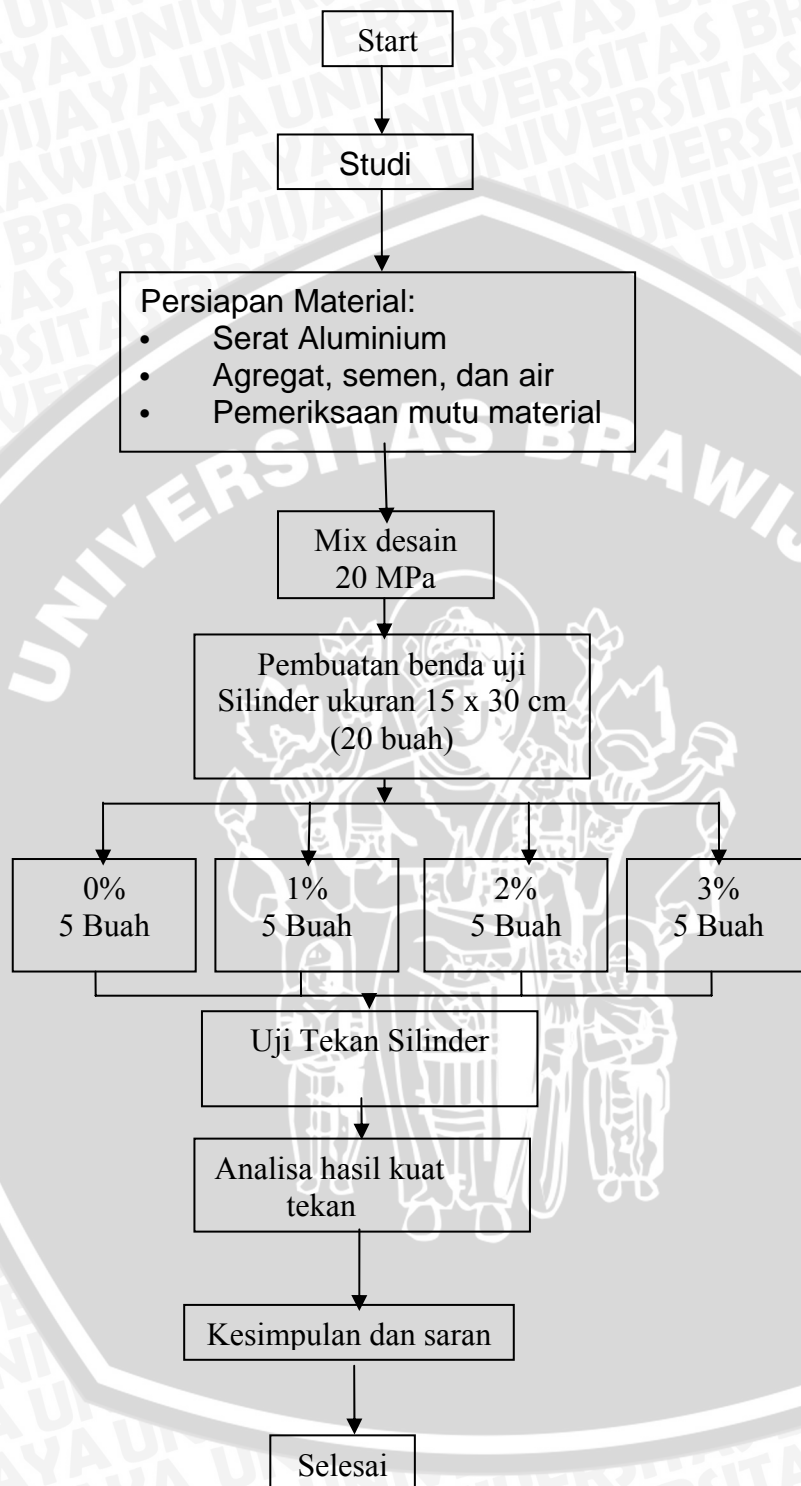 Start
Studi
Persiapan Material:
• Serat Aluminium
• Agregat, semen, dan air
• Pemeriksaan mutu material
UNIVERSITAS BRAWIJ
Mix desain
20 MPa
Pembuatan benda uji
Silinder ukuran 15 x 30 cm
(20 buah)
0%
5 Buah
1%
5 Buah
2%
5 Buah
3%
5 Buah
Uji Tekan Silinder
Analisa hasil kuat
tekan
Kesimpulan dan saran
Selesai